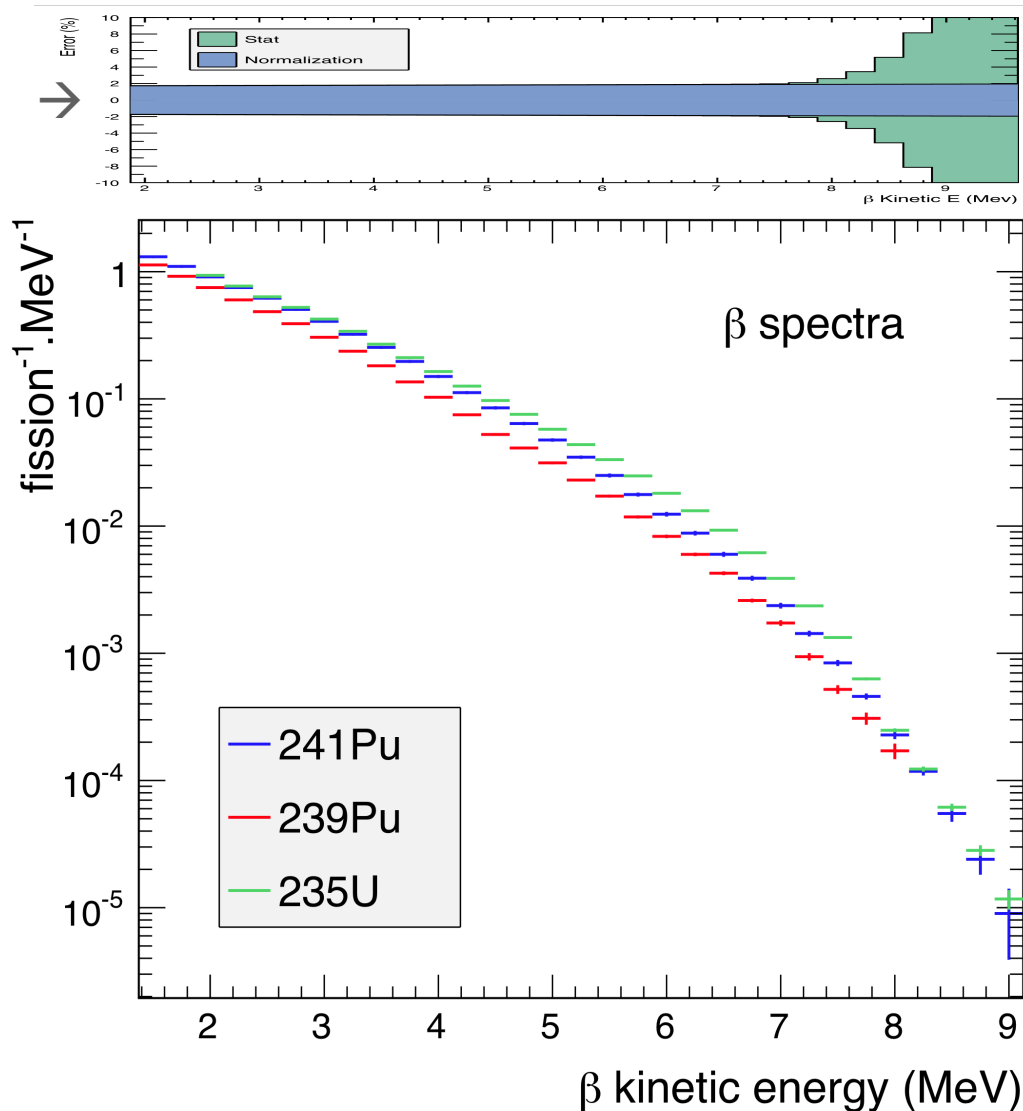 Error (%)
10
8
6
4
2
0
-2
-4
-6
-8
-10
Stat
Normalization
2 3 4 5 6 7 8 9
β Kinetic E (Mev)
fission⁻¹.MeV⁻¹
1
10⁻¹
10⁻²
10⁻³
10⁻⁴
10⁻⁵
β spectra
241Pu
239Pu
235U
2 3 4 5 6 7 8 9
β kinetic energy (MeV)